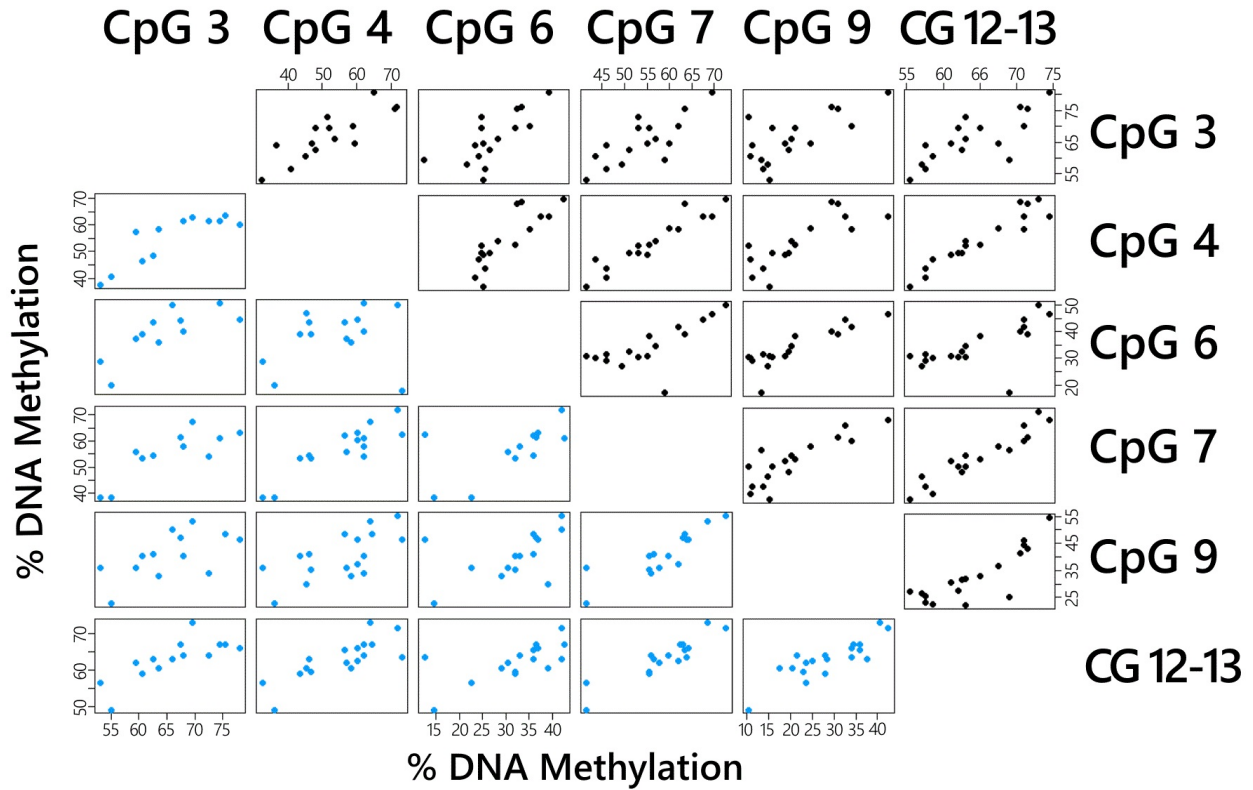 CpG 3 CpG 4 CpG 6 CpG 7 CpG 9 CG 12-13
40 50 60 70 45 50 55 60 65 70 55 60 65 70 75
55 65 75 CpG 3
40 50 60 70 CpG 4
20 30 40 50 CpG 6
40 50 60 70 CpG 7
25 35 45 55 CpG 9
50 60 70 CG 12-13
55 60 65 70 75 15 20 25 30 35 40 10 15 20 25 30 35 40
% DNA Methylation
% DNA Methylation